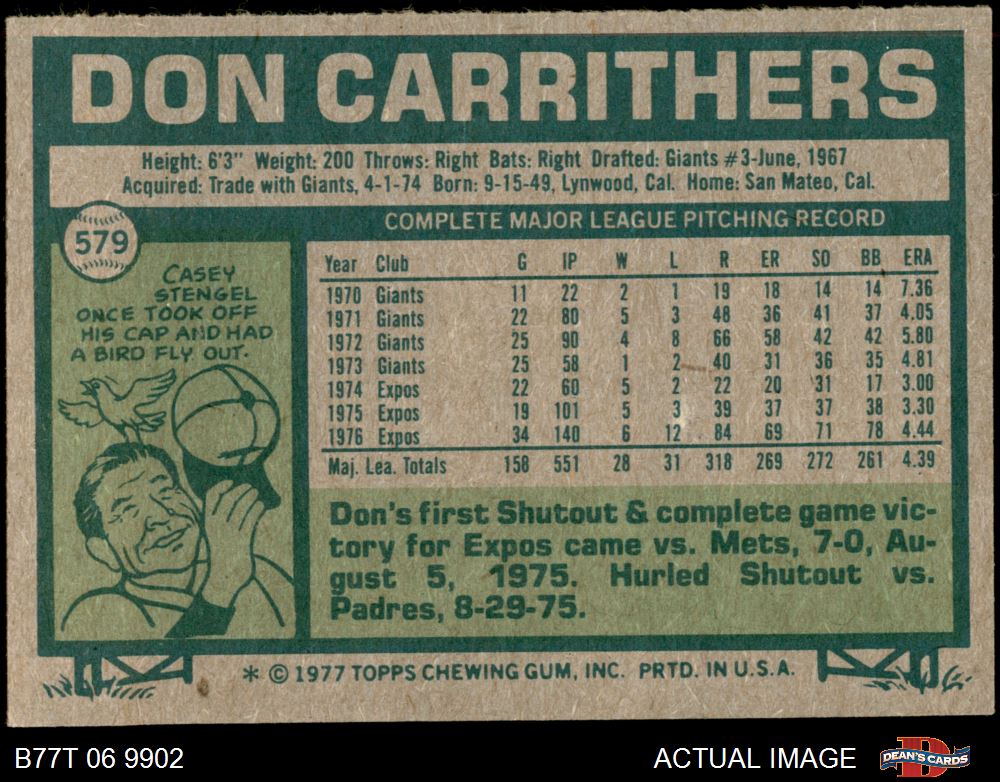 DON CARRITHERS
Height: 6'3" Weight: 200 Throws: Right Bats: Right Drafted: Giants #3-June, 1967
Acquired: Trade with Giants, 4-1-74 Born: 9-15-49, Lynwood, Cal. Home: San Mateo, Cal.
579
COMPLETE MAJOR LEAGUE PITCHING RECORD
CASEY
STENGEL
ONCE TOOK OFF
HIS CAP AND HAD
A BIRD FLY OUT.
Year Club G IP W L R ER SO BB ERA
1970 Giants 11 22 2 1 19 18 14 14 7.36
1971 Giants 22 80 5 3 48 36 41 37 4.05
1972 Giants 25 90 4 8 66 58 42 42 5.80
1973 Giants 25 58 1 2 40 31 36 35 4.81
1974 Expos 22 60 5 2 22 20 31 17 3.00
1975 Expos 19 101 5 3 39 37 37 38 3.30
1976 Expos 34 140 6 12 84 69 71 78 4.44
Maj. Lea. Totals 158 551 28 31 318 269 272 261 4.39
Don's first Shutout & complete game vic-
tory for Expos came vs. Mets, 7-0, Au-
gust 5, 1975. Hurled Shutout vs.
Padres, 8-29-75.
* © 1977 TOPPS CHEWING GUM, INC. PRTD. IN U.S.A.
B77T 06 9902
ACTUAL IMAGE
DEAN'S CARDS